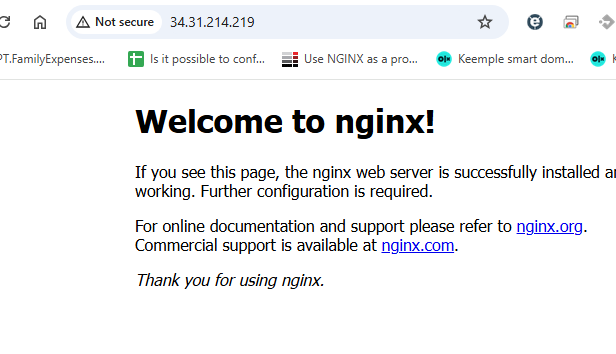 Not secure 34.31.214.219
PT.FamilyExpenses.... Is it possible to conf... Use NGINX as a pro... Keemple smart dom...
Welcome to nginx!
If you see this page, the nginx web server is successfully installed
working. Further configuration is required.
For online documentation and support please refer to nginx.org.
Commercial support is available at nginx.com.
Thank you for using nginx.